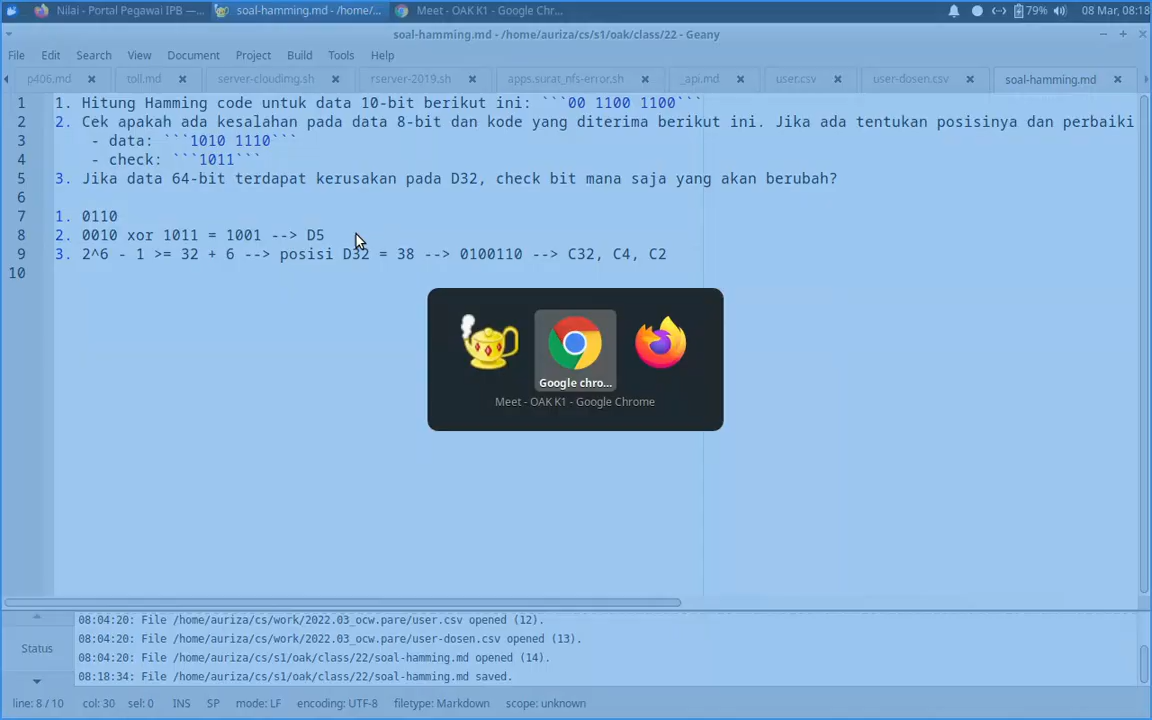 Nilai - Portal Pegawai IPB —... soal-hamming.md - /home/... Meet - OAK K1 - Google Chr... 79% 08 Mar, 08:18
soal-hamming.md - /home/auriza/cs/s1/oak/class/22 - Geany
File Edit Search View Document Project Build Tools Help
p406.md toll.md server-cloudimg.sh rserver-2019.sh apps.surat_nfs-error.sh _api.md user.csv user-dosen.csv soal-hamming.md
1 1. Hitung Hamming code untuk data 10-bit berikut ini: ```00 1100 1100```
2 2. Cek apakah ada kesalahan pada data 8-bit dan kode yang diterima berikut ini. Jika ada tentukan posisinya dan perbaiki
3 - data: ```1010 1110```
4 - check: ```1011```
5 3. Jika data 64-bit terdapat kerusakan pada D32, check bit mana saja yang akan berubah?
6
7 1. 0110
8 2. 0010 xor 1011 = 1001 --> D5
9 3. 2^6 - 1 >= 32 + 6 --> posisi D32 = 38 --> 0100110 --> C32, C4, C2
10
Google chro...
Meet - OAK K1 - Google Chrome
Status
08:04:20: File /home/auriza/cs/work/2022.03_ocw.pare/user.csv opened (12).
08:04:20: File /home/auriza/cs/work/2022.03_ocw.pare/user-dosen.csv opened (13).
08:04:20: File /home/auriza/cs/s1/oak/class/22/soal-hamming.md opened (14).
08:18:34: File /home/auriza/cs/s1/oak/class/22/soal-hamming.md saved.
line: 8 / 10 col: 30 sel: 0 INS SP mode: LF encoding: UTF-8 filetype: Markdown scope: unknown